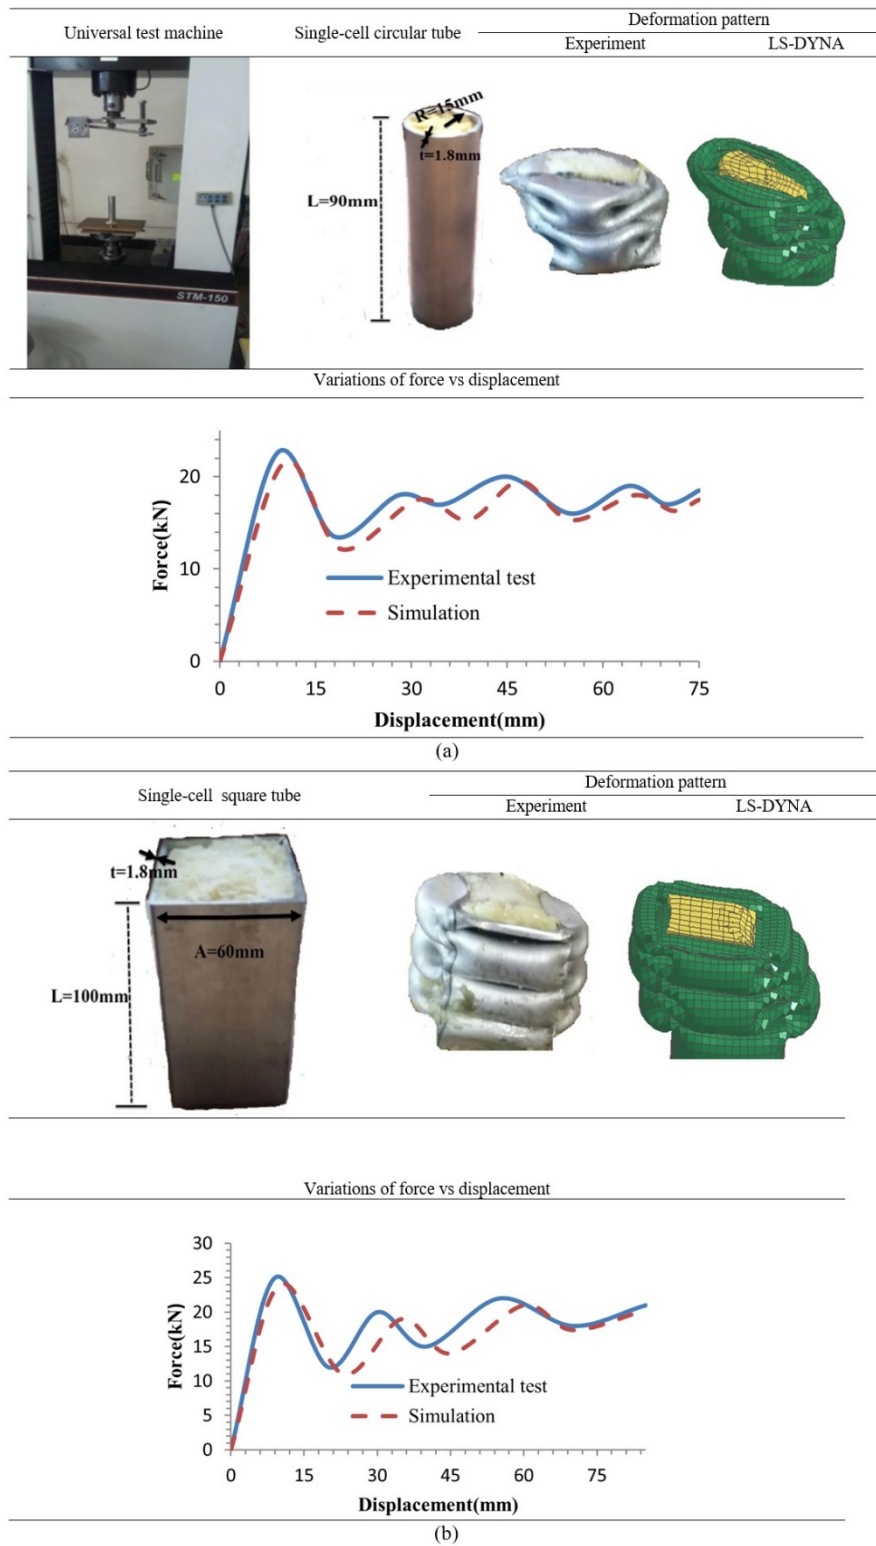 Universal test machine
Single-cell circular tube
Deformation pattern
Experiment
LS-DYNA
R=15mm
t=1.8mm
L=90mm
STM-150
Variations of force vs displacement
Force(kN)
20
10
0
Experimental test
Simulation
0 15 30 45 60 75
Displacement(mm)
(a)
Single-cell square tube
Deformation pattern
Experiment
LS-DYNA
t=1.8mm
A=60mm
L=100mm
Variations of force vs displacement
Force(kN)
30
25
20
15
10
5
0
Experimental test
Simulation
0 15 30 45 60 75
Displacement(mm)
(b)